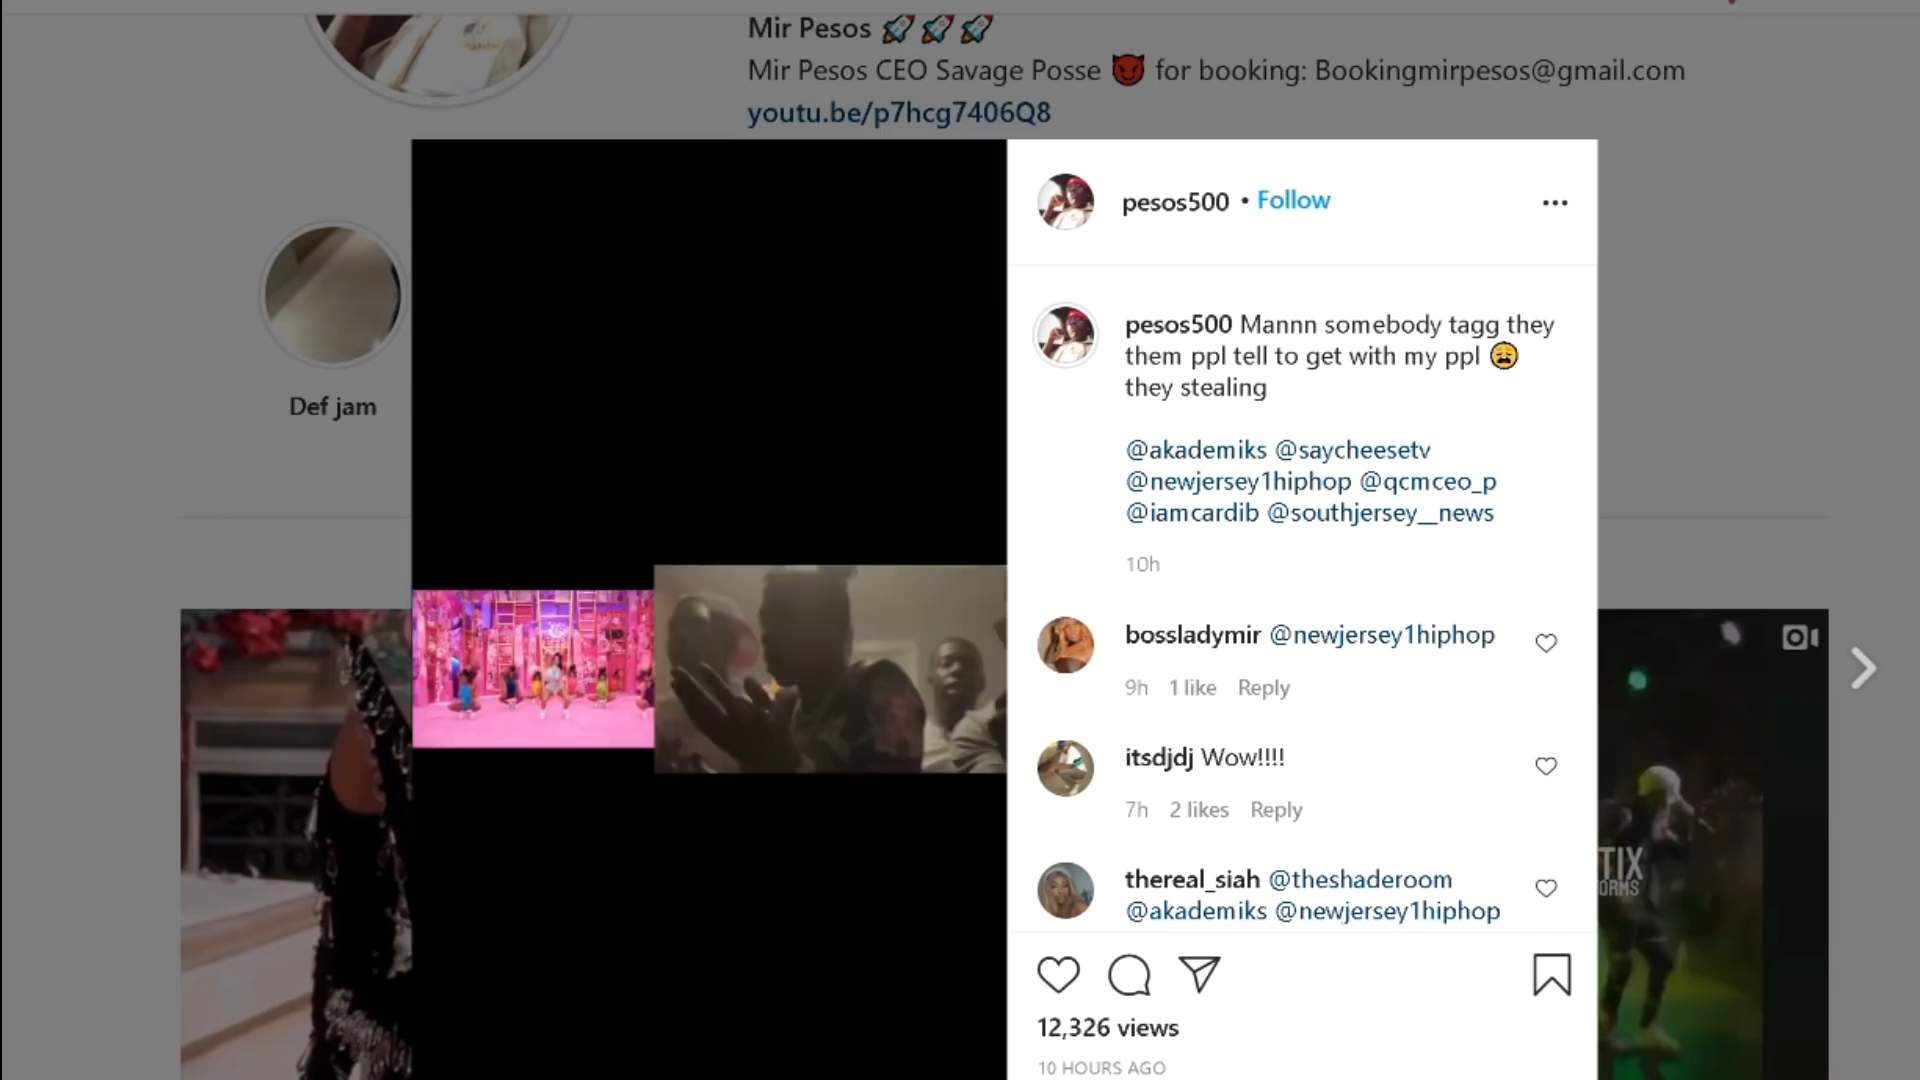 Mir Pesos 🚀🚀🚀
Mir Pesos CEO Savage Posse 😈 for booking: Bookingmirpesos@gmail.com
youtu.be/p7hcg7406Q8
Def jam
pesos500 • Follow
pesos500 Mannn somebody tagg they
them ppl tell to get with my ppl 😩
they stealing
@akademiks @saycheesetv
@newjersey1hiphop @qcmceo_p
@iamcardib @southjersey__news
10h
bossladymir @newjersey1hiphop
9h 1 like Reply
itsdjdj Wow!!!!
7h 2 likes Reply
thereal_siah @theshaderoom
@akademiks @newjersey1hiphop
12,326 views
10 HOURS AGO
TIX
ORMS